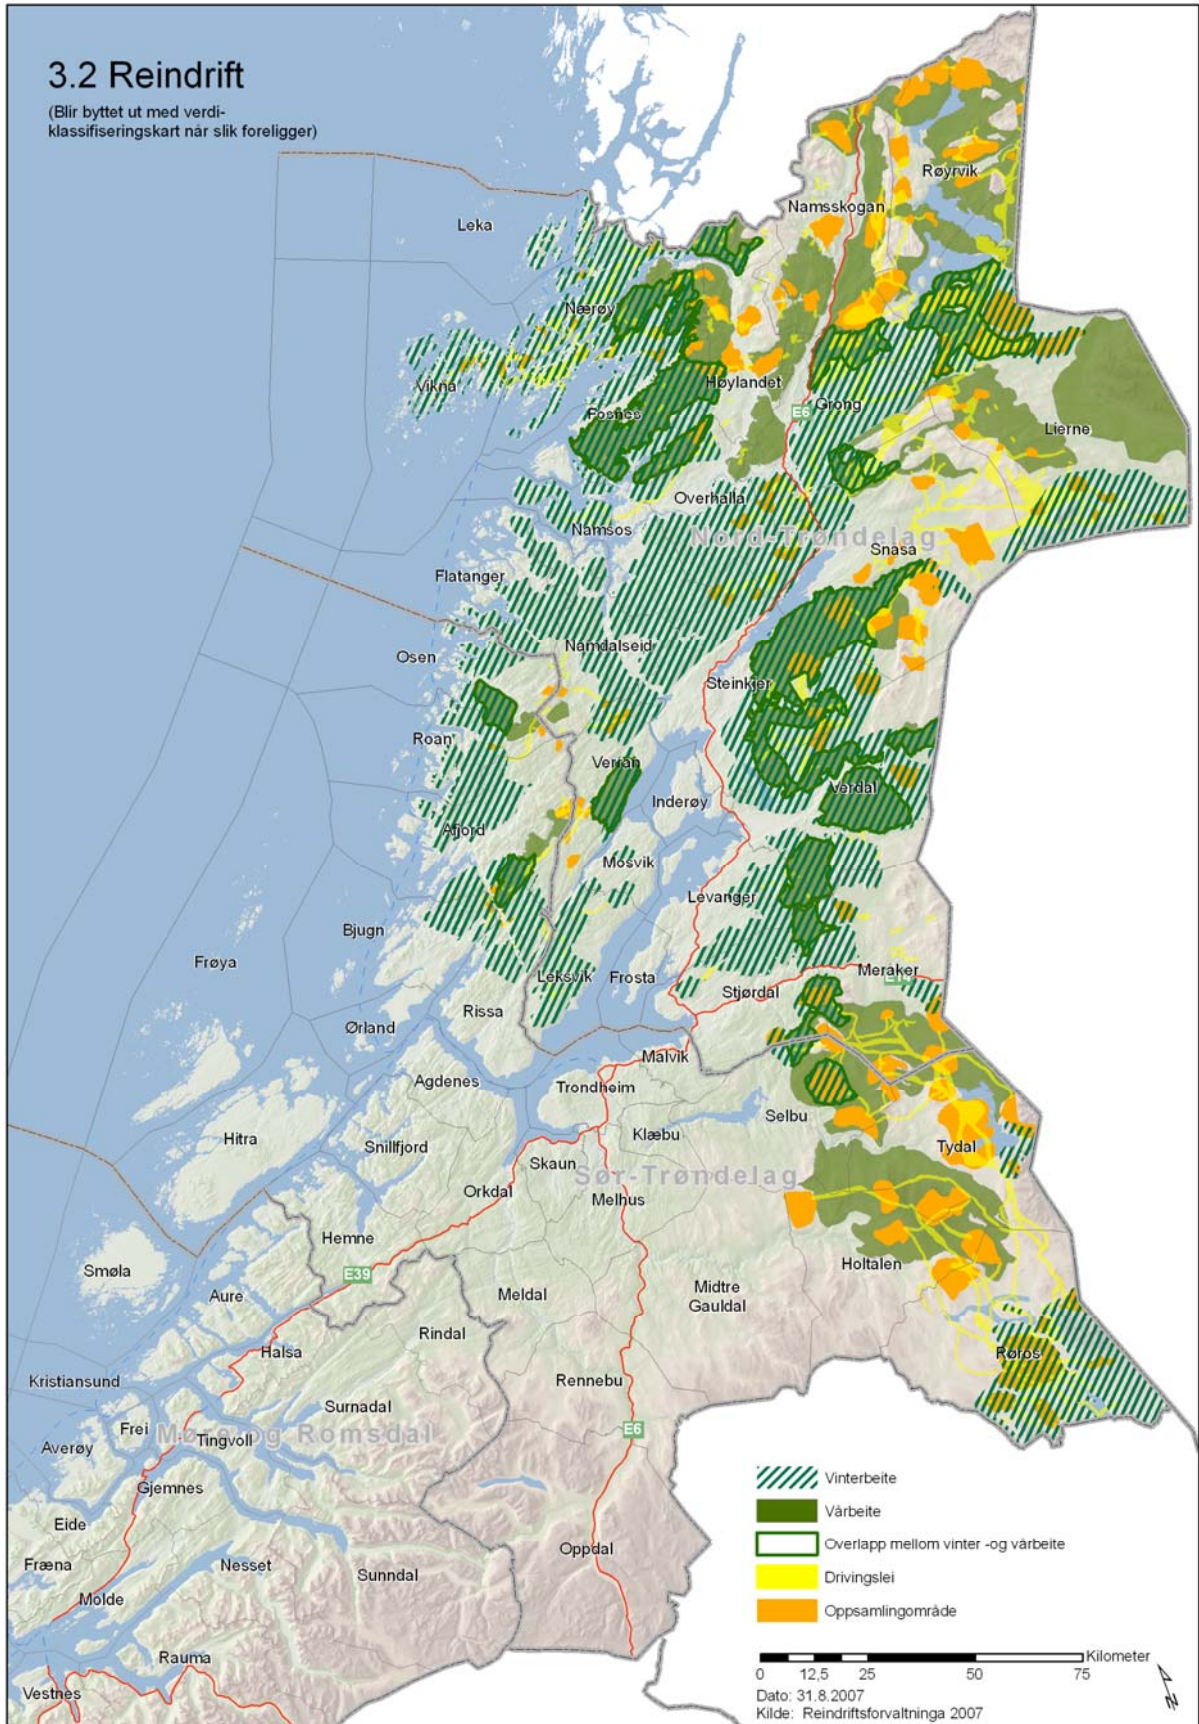 3.2 Reindrift
(Blir byttet ut med verdi-
klassifiseringskart når slik foreligger)
Røyrvik
Namsskogan
Leka
Nærøy
Vikna
Høylandet
Fosnes
Grong
E6
Lierne
Overhalla
Namsos
Nord-Trøndelag
Snåsa
Flatanger
Namdalseid
Osen
Steinkjer
Roan
Verran
Verdal
Inderøy
Åfjord
Mosvik
Levanger
Bjugn
Frøya
Leksvik
Frosta
Meråker
E14
Stjørdal
Rissa
Ørland
Malvik
Agdenes
Trondheim
Selbu
Klæbu
Hitra
Snillfjord
Tydal
Skaun
Sør-Trøndelag
Orkdal
Melhus
Hemne
Holtålen
Smøla
E39
Aure
Meldal
Midtre
Gauldal
Rindal
Halsa
Røros
Kristiansund
Rennebu
Surnadal
Frei
Møre og Romsdal
Tingvoll
Averøy
E6
Gjemnes
Eide
Oppdal
Fræna
Nesset
Sunndal
Molde
Rauma
Vestnes
Vinterbeite
Vårbeite
Overlapp mellom vinter -og vårbeite
Drivingslei
Oppsamlingområde
Kilometer
0 12,5 25 50 75
Dato: 31.8.2007
Kilde: Reindriftsforvaltninga 2007
N